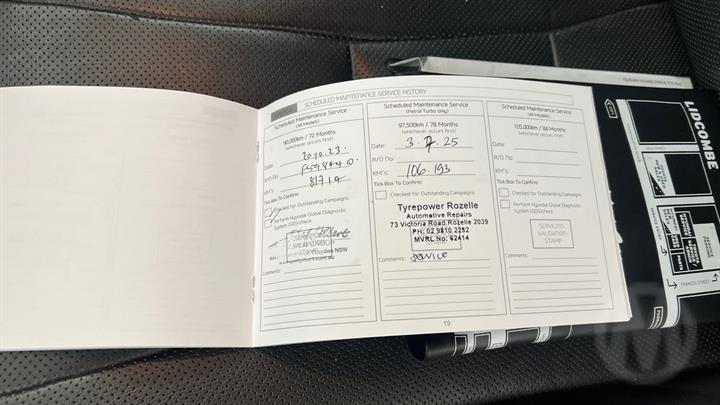 SCHEDULED MAINTENANCE SERVICE HISTORY
Scheduled Maintenance Service
(All Models)
90,000km / 72 Months
(whichever occurs first)
Date: 20.10.23.
R/O No:
KM's: 81714
Tick Box To Confirm:
Checked for Outstanding Campaigns
Perform Hyundai Global Diagnostic
System (GDS)check
STAMP
Croydon NSW
Comments:
Scheduled Maintenance Service
(Petrol Turbo only)
97,500km / 78 Months
(whichever occurs first)
Date: 3. 7. 25
R/O No:
KM's: 106.193
Tick Box To Confirm:
Checked for Outstanding Campaigns
Tyrepower Rozelle
Automotive Repairs
73 Victoria Road Rozelle 2039
PH: 02 9810 2282
MVRL No: 62414
Comments: SERVICE
Scheduled Maintenance Service
(All Models)
105,000km / 84 Months
(whichever occurs first)
Date:
R/O No:
KM's:
Tick Box To Confirm:
Checked for Outstanding Campaigns
Perform Hyundai Global Diagnostic
System (GDS)check
SERVICING
VALIDATION
STAMP
Comments:
19
LIDCOMBE